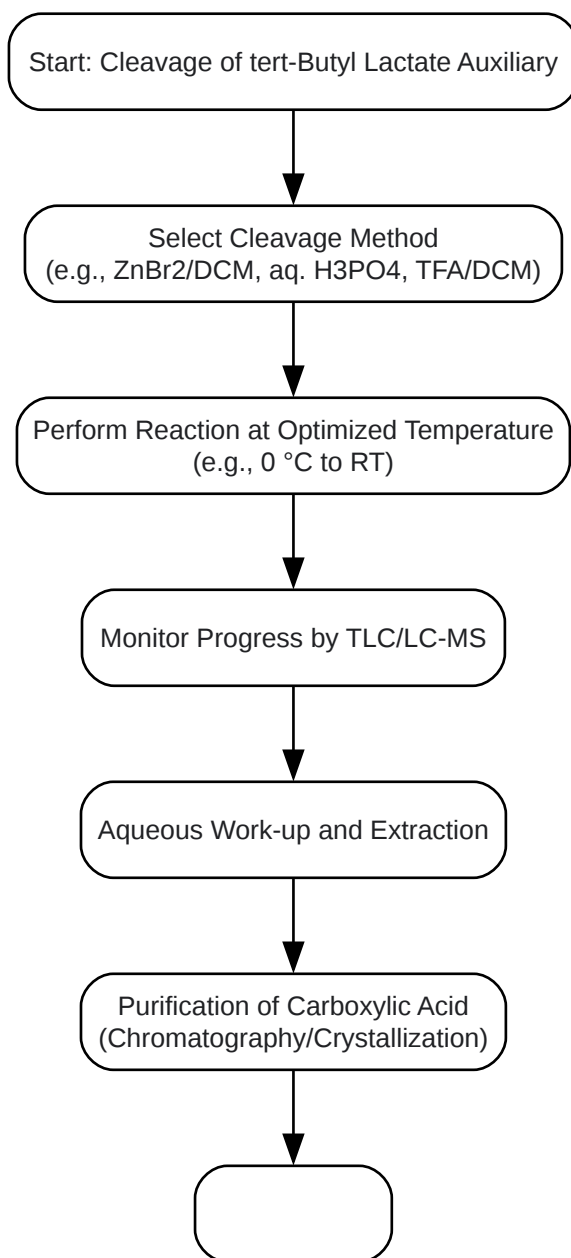 Start: Cleavage of tert-Butyl Lactate Auxiliary
Select Cleavage Method
(e.g., ZnBr2/DCM, aq. H3PO4, TFA/DCM)
Perform Reaction at Optimized Temperature
(e.g., 0 °C to RT)
Monitor Progress by TLC/LC-MS
Aqueous Work-up and Extraction
Purification of Carboxylic Acid
(Chromatography/Crystallization)